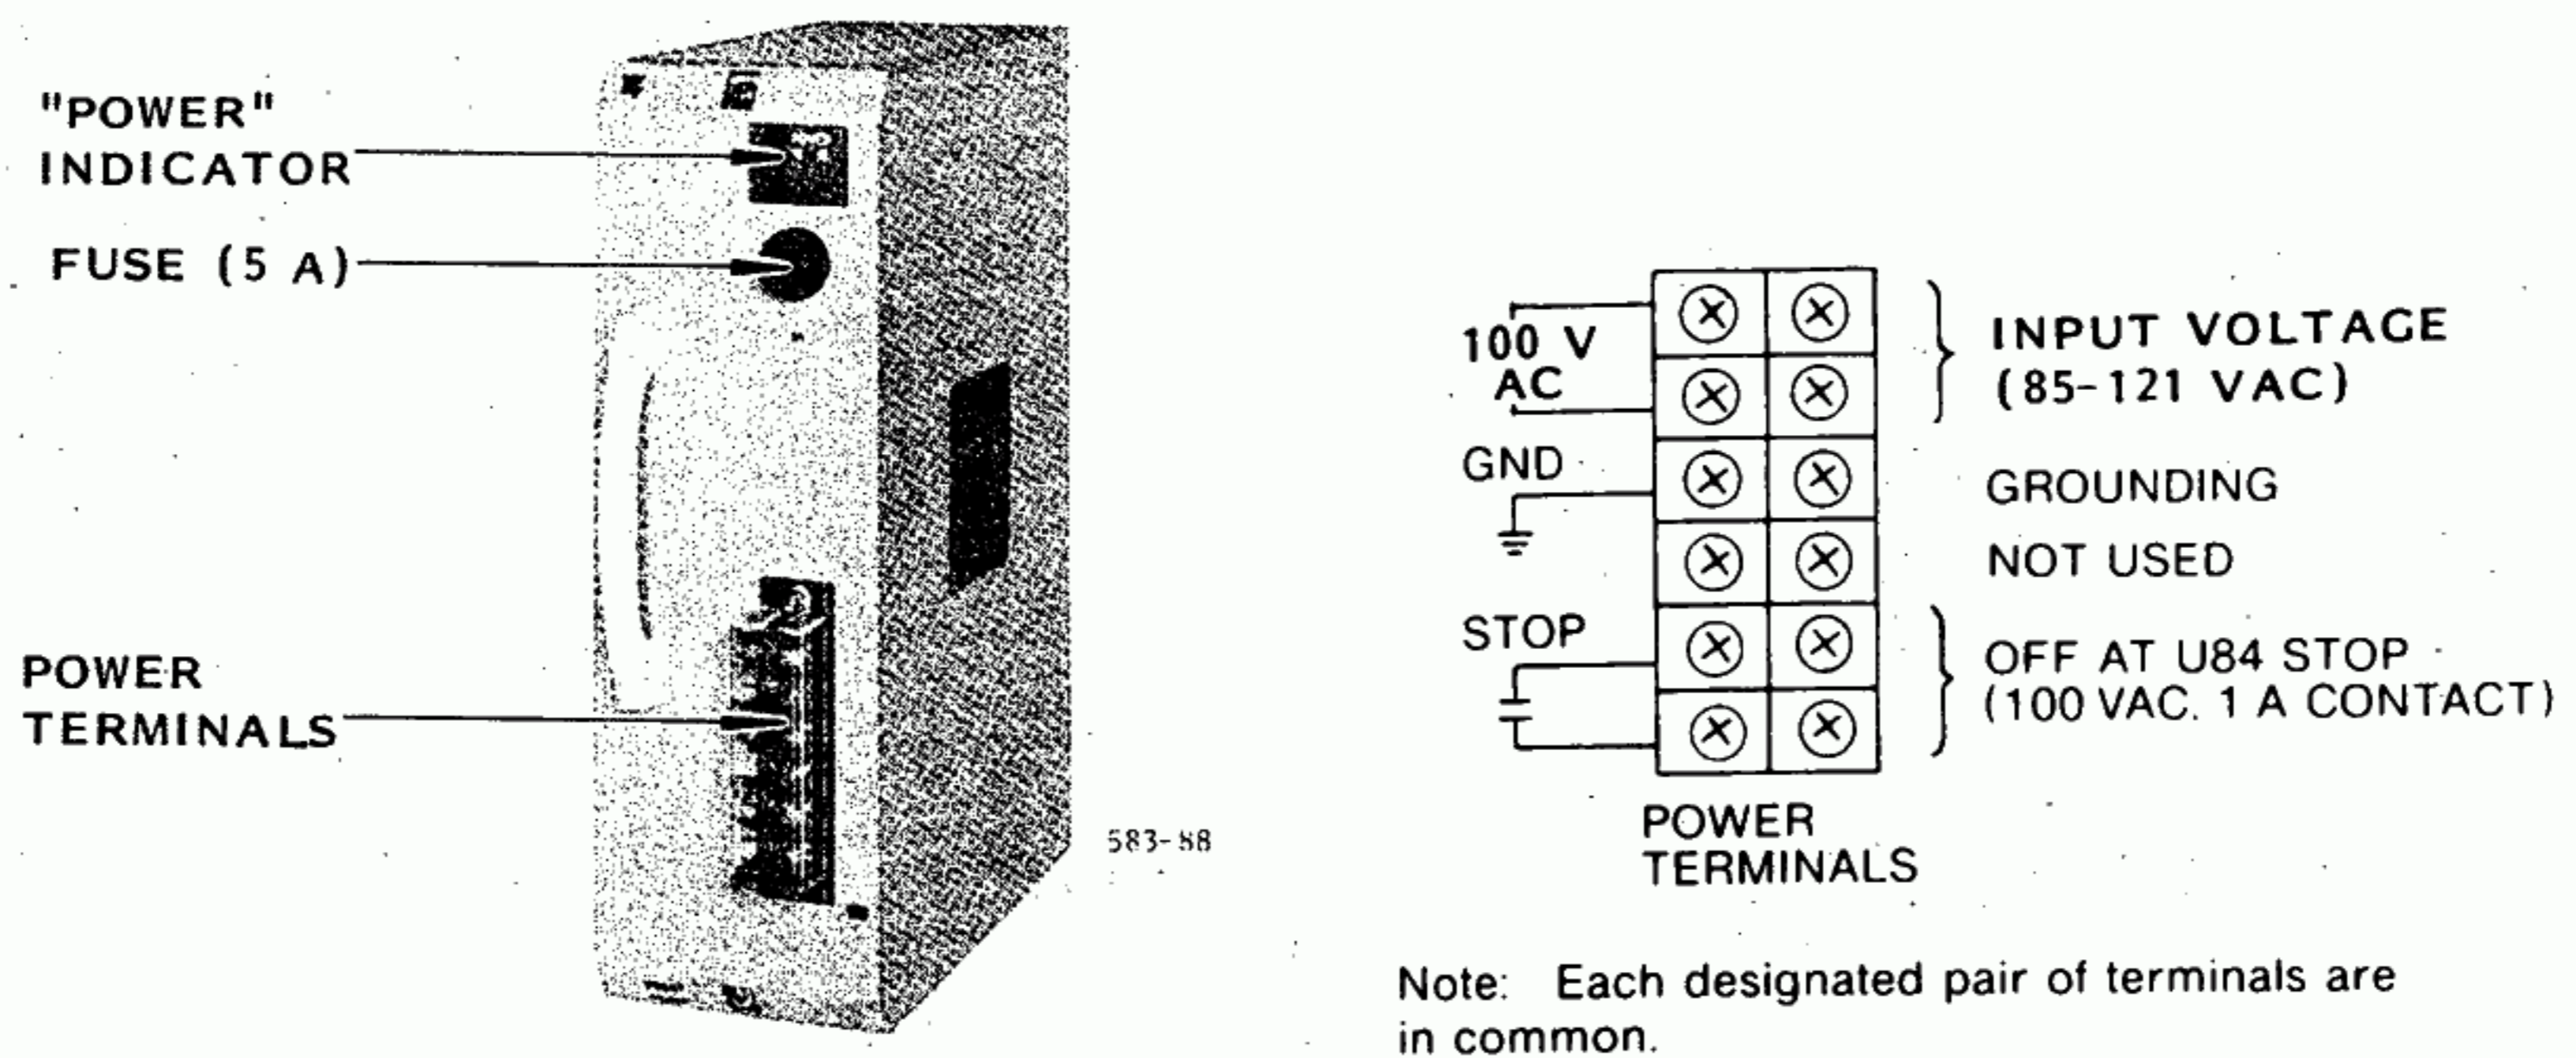 "POWER"
INDICATOR
FUSE (5 A)
POWER
TERMINALS
583-88
100 V
AC
GND
STOP
INPUT VOLTAGE
(85-121 VAC)
GROUNDING
NOT USED
OFF AT U84 STOP
(100 VAC. 1 A CONTACT)
POWER
TERMINALS
Note: Each designated pair of terminals are
in common.